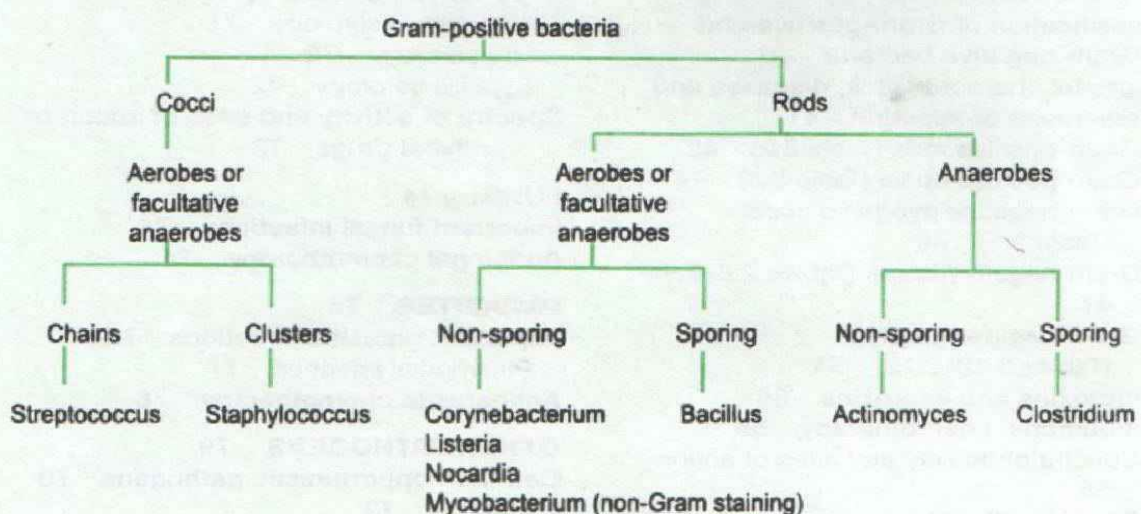 Gram-positive bacteria
Cocci
Rods
Aerobes or
facultative
anaerobes
Aerobes or
facultative
anaerobes
Anaerobes
Chains
Clusters
Non-sporing
Sporing
Non-sporing
Sporing
Streptococcus
Staphylococcus
Corynebacterium
Listeria
Nocardia
Mycobacterium (non-Gram staining)
Bacillus
Actinomyces
Clostridium